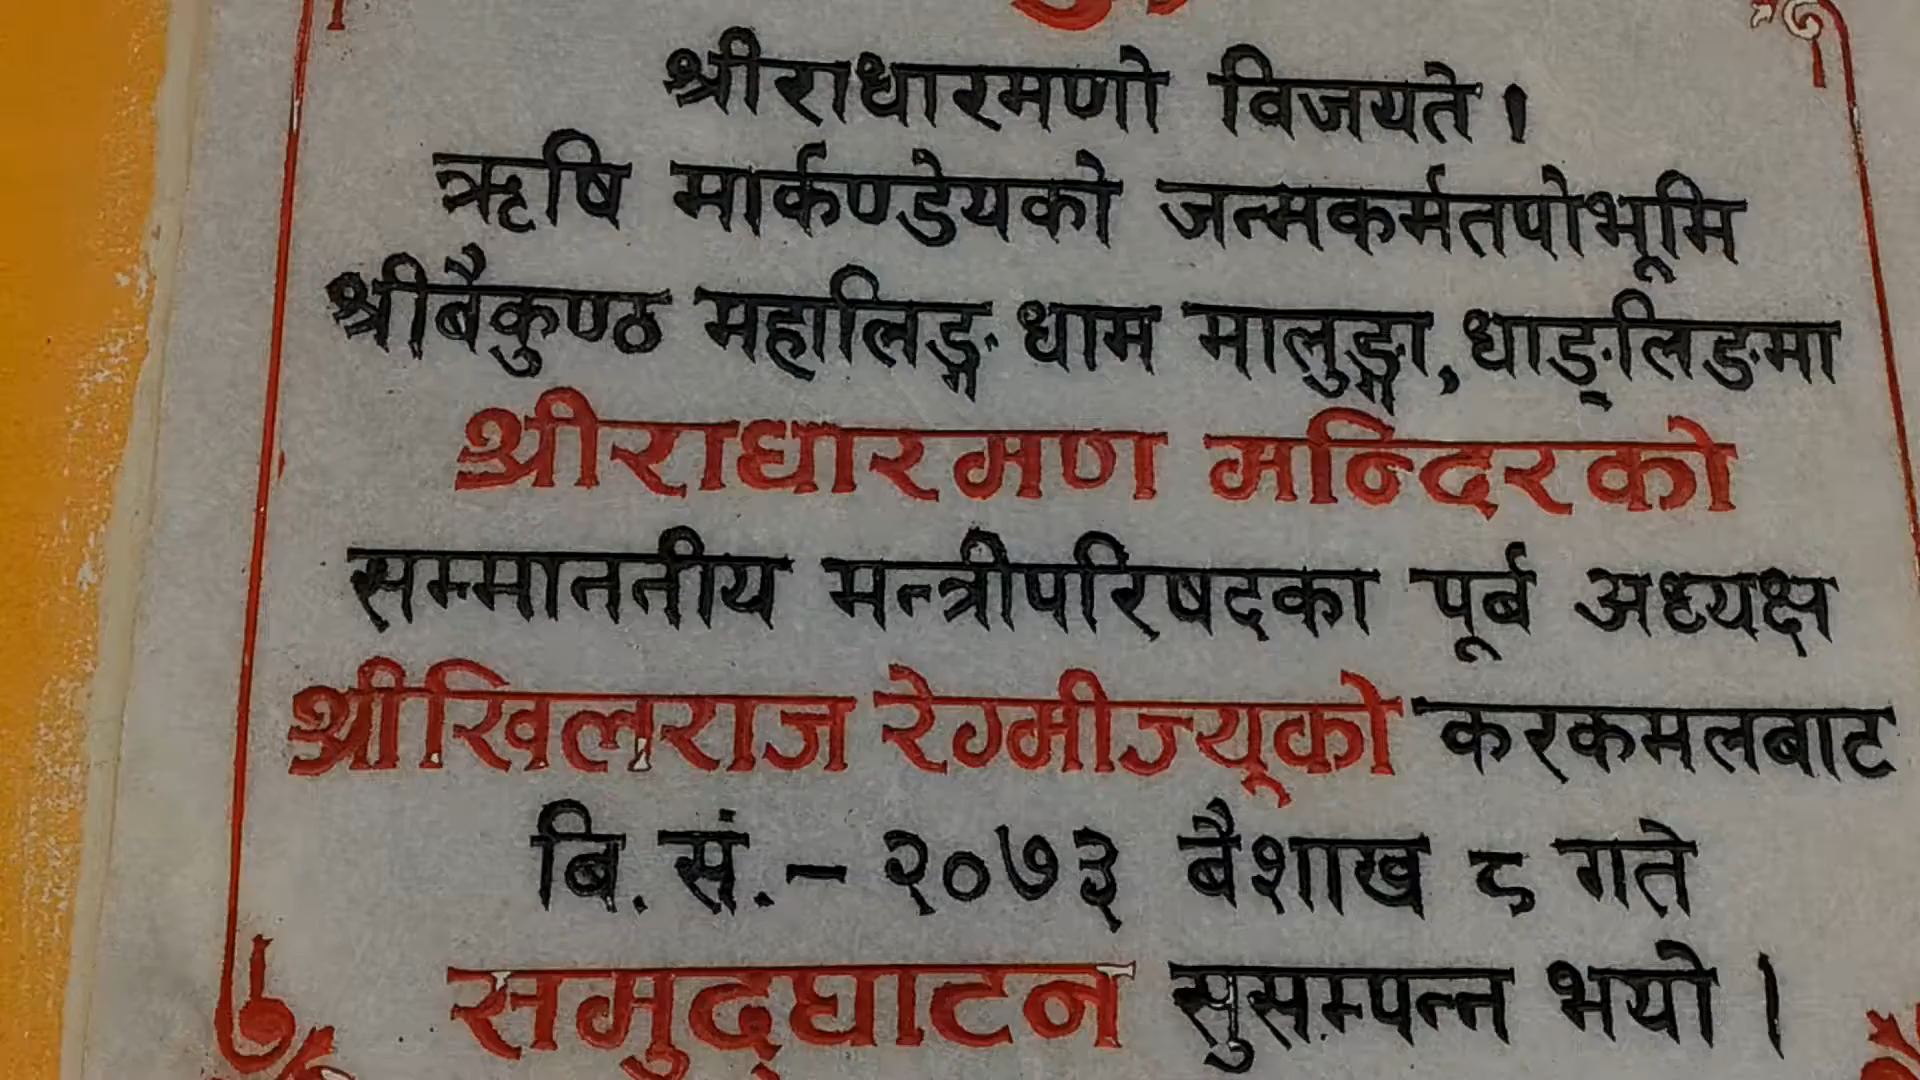 श्रीराधारमणो विजयते।
ऋषि मार्कण्डेयको जन्मकर्मतपोभूमि
श्रीबैकुण्ठ महालिङ्ग धाम मालुङ्गा, धाङ्लिङमा
श्रीराधारमण मन्दिरको
सम्माननीय मन्त्रीपरिषदका पूर्ब अध्यक्ष
श्रीखिलराज रेग्मीज्यूको करकमलबाट
बि. सं. – २०७३ बैशाख ८ गते
समुद्घाटन सुसम्पन्न भयो।